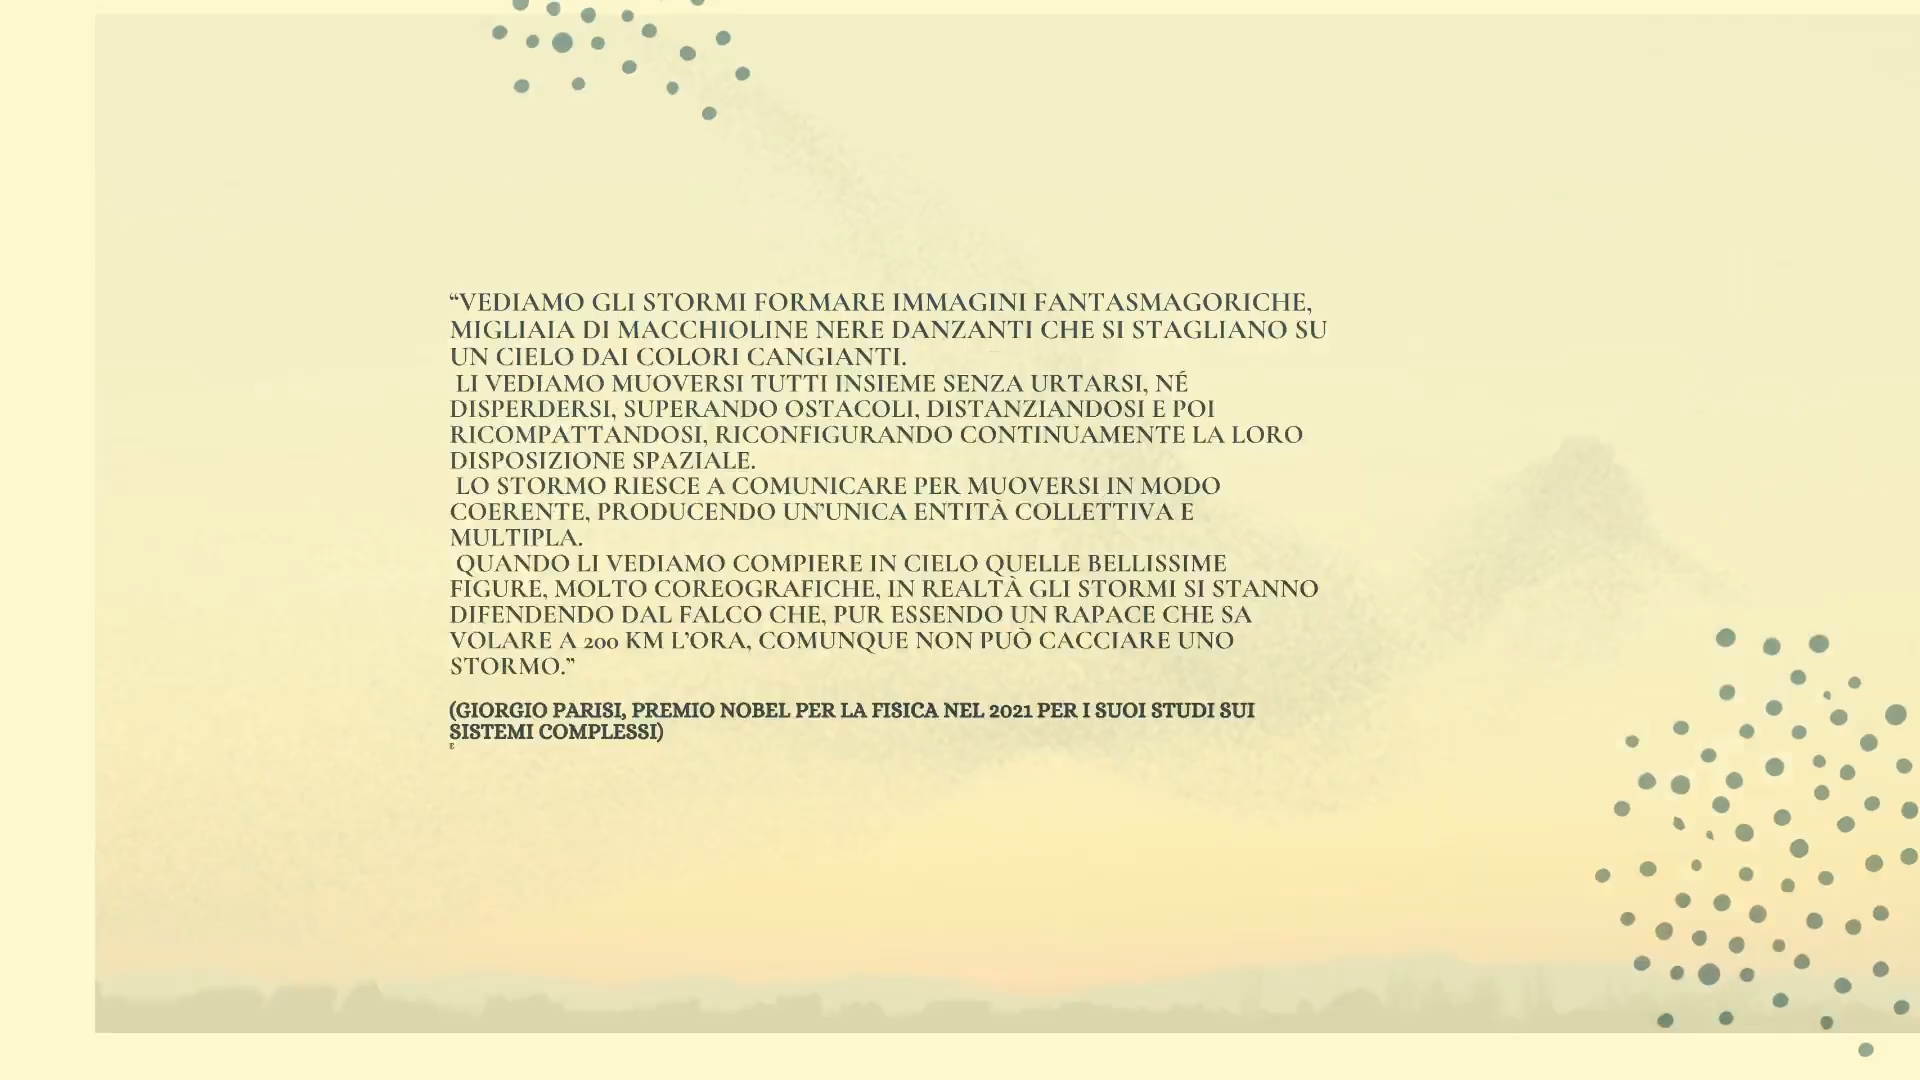 “VEDIAMO GLI STORMI FORMARE IMMAGINI FANTASMAGORICHE,
MIGLIAIA DI MACCHIOLINE NERE DANZANTI CHE SI STAGLIANO SU
UN CIELO DAI COLORI CANGIANTI.
LI VEDIAMO MUOVERSI TUTTI INSIEME SENZA URTARSI, NÉ
DISPERDERSI, SUPERANDO OSTACOLI, DISTANZIANDOSI E POI
RICOMPATTANDOSI, RICONFIGURANDO CONTINUAMENTE LA LORO
DISPOSIZIONE SPAZIALE.
LO STORMO RIESCE A COMUNICARE PER MUOVERSI IN MODO
COERENTE, PRODUCENDO UN’UNICA ENTITÀ COLLETTIVA E
MULTIPLA.
QUANDO LI VEDIAMO COMPIERE IN CIELO QUELLE BELLISSIME
FIGURE, MOLTO COREOGRAFICHE, IN REALTÀ GLI STORMI SI STANNO
DIFENDENDO DAL FALCO CHE, PUR ESSENDO UN RAPACE CHE SA
VOLARE A 200 KM L’ORA, COMUNQUE NON PUÒ CACCIARE UNO
STORMO.”
(GIORGIO PARISI, PREMIO NOBEL PER LA FISICA NEL 2021 PER I SUOI STUDI SUI
SISTEMI COMPLESSI)
E